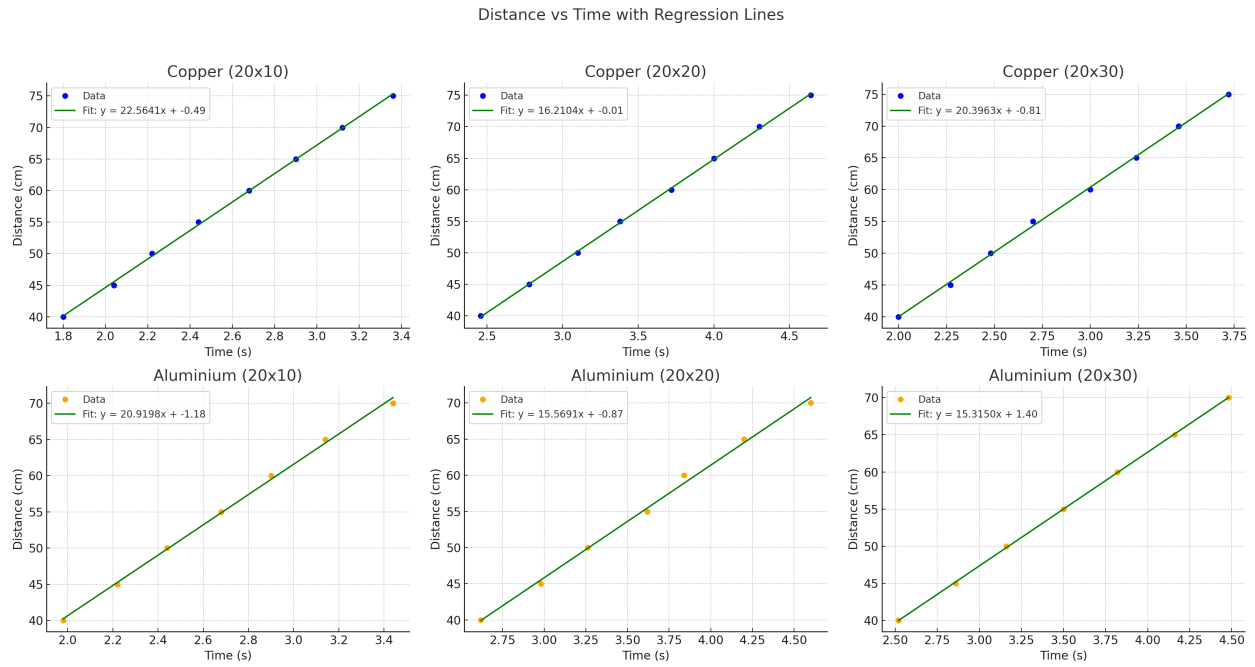 Distance vs Time with Regression Lines
Copper (20x10)
Data
Fit: y = 22.5641x + -0.49
Distance (cm)
75
70
65
60
55
50
45
40
1.8 2.0 2.2 2.4 2.6 2.8 3.0 3.2 3.4
Time (s)
Copper (20x20)
Data
Fit: y = 16.2104x + -0.01
Distance (cm)
75
70
65
60
55
50
45
40
2.5 3.0 3.5 4.0 4.5
Time (s)
Copper (20x30)
Data
Fit: y = 20.3963x + -0.81
Distance (cm)
75
70
65
60
55
50
45
40
2.00 2.25 2.50 2.75 3.00 3.25 3.50 3.75
Time (s)
Aluminium (20x10)
Data
Fit: y = 20.9198x + -1.18
Distance (cm)
70
65
60
55
50
45
40
2.0 2.2 2.4 2.6 2.8 3.0 3.2 3.4
Time (s)
Aluminium (20x20)
Data
Fit: y = 15.5691x + -0.87
Distance (cm)
70
65
60
55
50
45
40
2.75 3.00 3.25 3.50 3.75 4.00 4.25 4.50
Time (s)
Aluminium (20x30)
Data
Fit: y = 15.3150x + 1.40
Distance (cm)
70
65
60
55
50
45
40
2.50 2.75 3.00 3.25 3.50 3.75 4.00 4.25 4.50
Time (s)